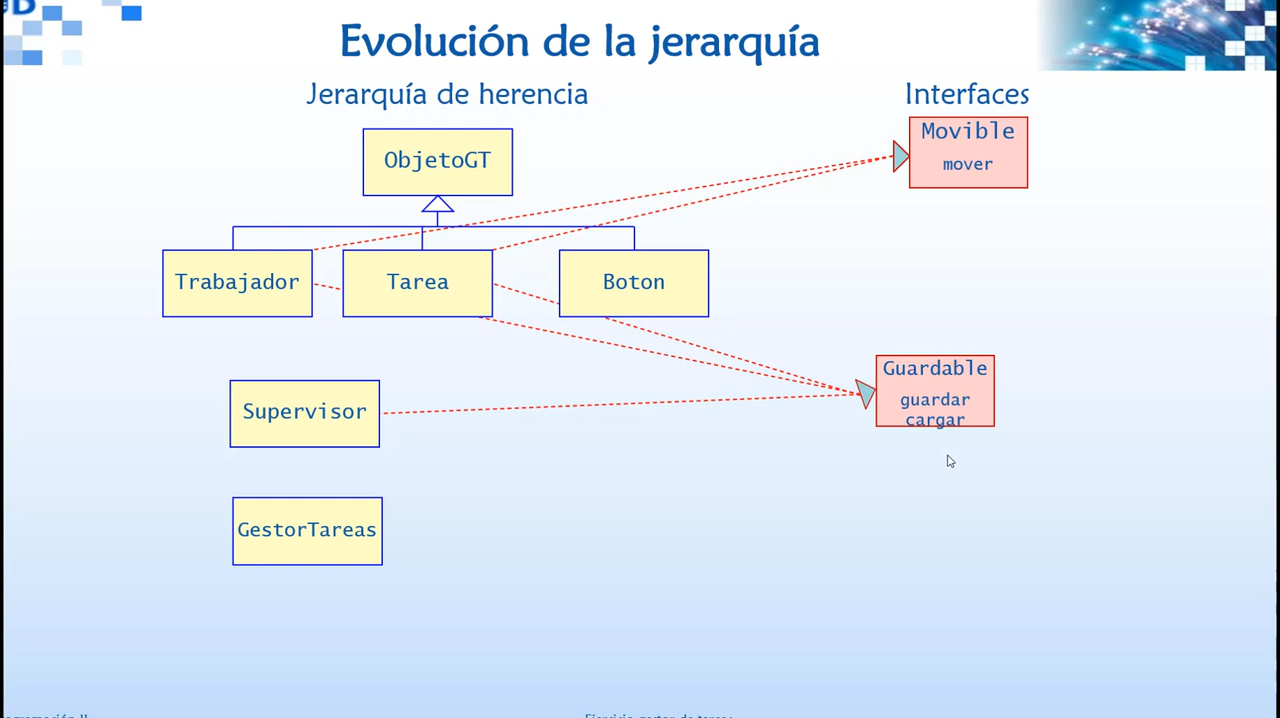 Evolución de la jerarquía
Jerarquía de herencia
Interfaces
ObjetoGT
Movible
mover
Trabajador
Tarea
Boton
Guardable
guardar
cargar
Supervisor
GestorTareas